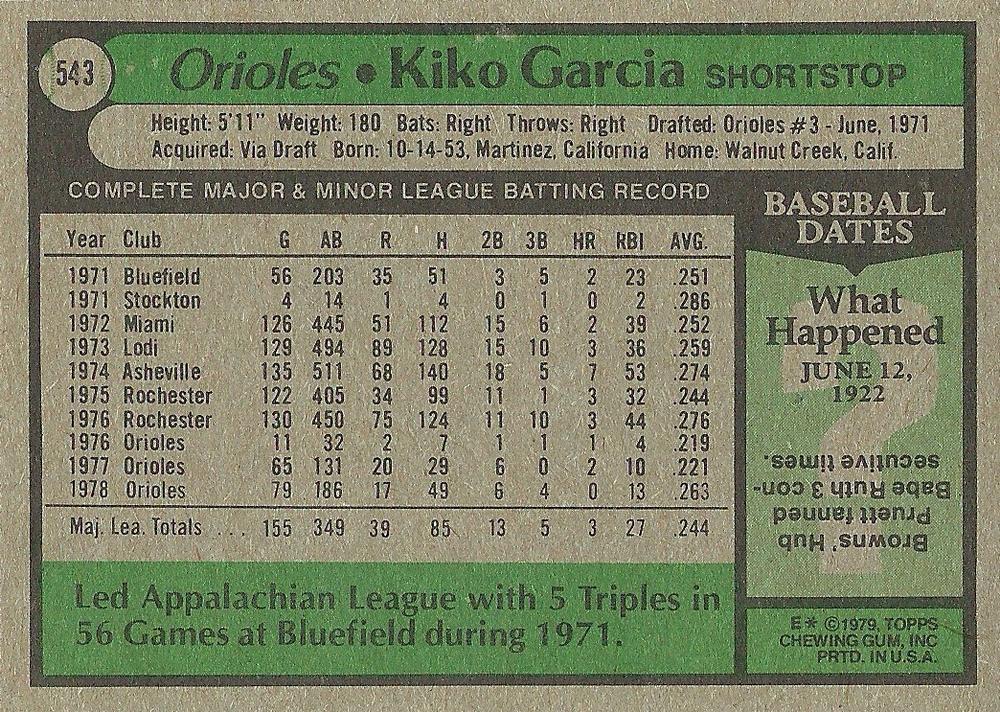 543
Orioles • Kiko Garcia SHORTSTOP
Height: 5'11" Weight: 180 Bats: Right Throws: Right Drafted: Orioles #3 - June, 1971
Acquired: Via Draft Born: 10-14-53, Martinez, California Home: Walnut Creek, Calif.
COMPLETE MAJOR & MINOR LEAGUE BATTING RECORD
Year Club G AB R H 2B 3B HR RBI AVG.
1971 Bluefield 56 203 35 51 3 5 2 23 .251
1971 Stockton 4 14 1 4 0 1 0 2 .286
1972 Miami 126 445 51 112 15 6 2 39 .252
1973 Lodi 129 494 89 128 15 10 3 36 .259
1974 Asheville 135 511 68 140 18 5 7 53 .274
1975 Rochester 122 405 34 99 11 1 3 32 .244
1976 Rochester 130 450 75 124 11 10 3 44 .276
1976 Orioles 11 32 2 7 1 1 1 4 .219
1977 Orioles 65 131 20 29 6 0 2 10 .221
1978 Orioles 79 186 17 49 6 4 0 13 .263
Maj. Lea. Totals ... 155 349 39 85 13 5 3 27 .244
Led Appalachian League with 5 Triples in
56 Games at Bluefield during 1971.
BASEBALL
DATES
What
Happened
JUNE 12,
1922
Browns' Hub
Pruett fanned
Babe Ruth 3 con-
secutive times.
E* ©1979, TOPPS
CHEWING GUM, INC
PRTD. IN U.S.A.